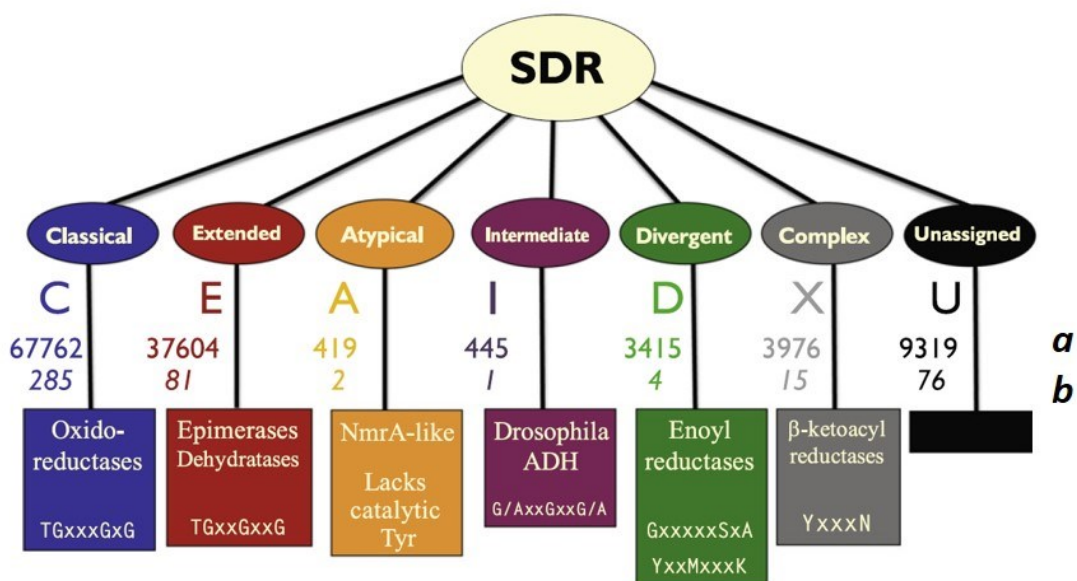 SDR
Classical
Extended
Atypical
Intermediate
Divergent
Complex
Unassigned
C
E
A
I
D
X
U
67762
37604
419
445
3415
3976
9319
a
285
81
2
1
4
15
76
b
Oxido-
reductases
TGxxxGxG
Epimerases
Dehydratases
TGxxGxxG
NmrA-like
Lacks
catalytic
Tyr
Drosophila
ADH
G/AxxGxxG/A
Enoyl
reductases
GxxxxxSxA
YxxMxxxK
β-ketoacyl
reductases
YxxxN